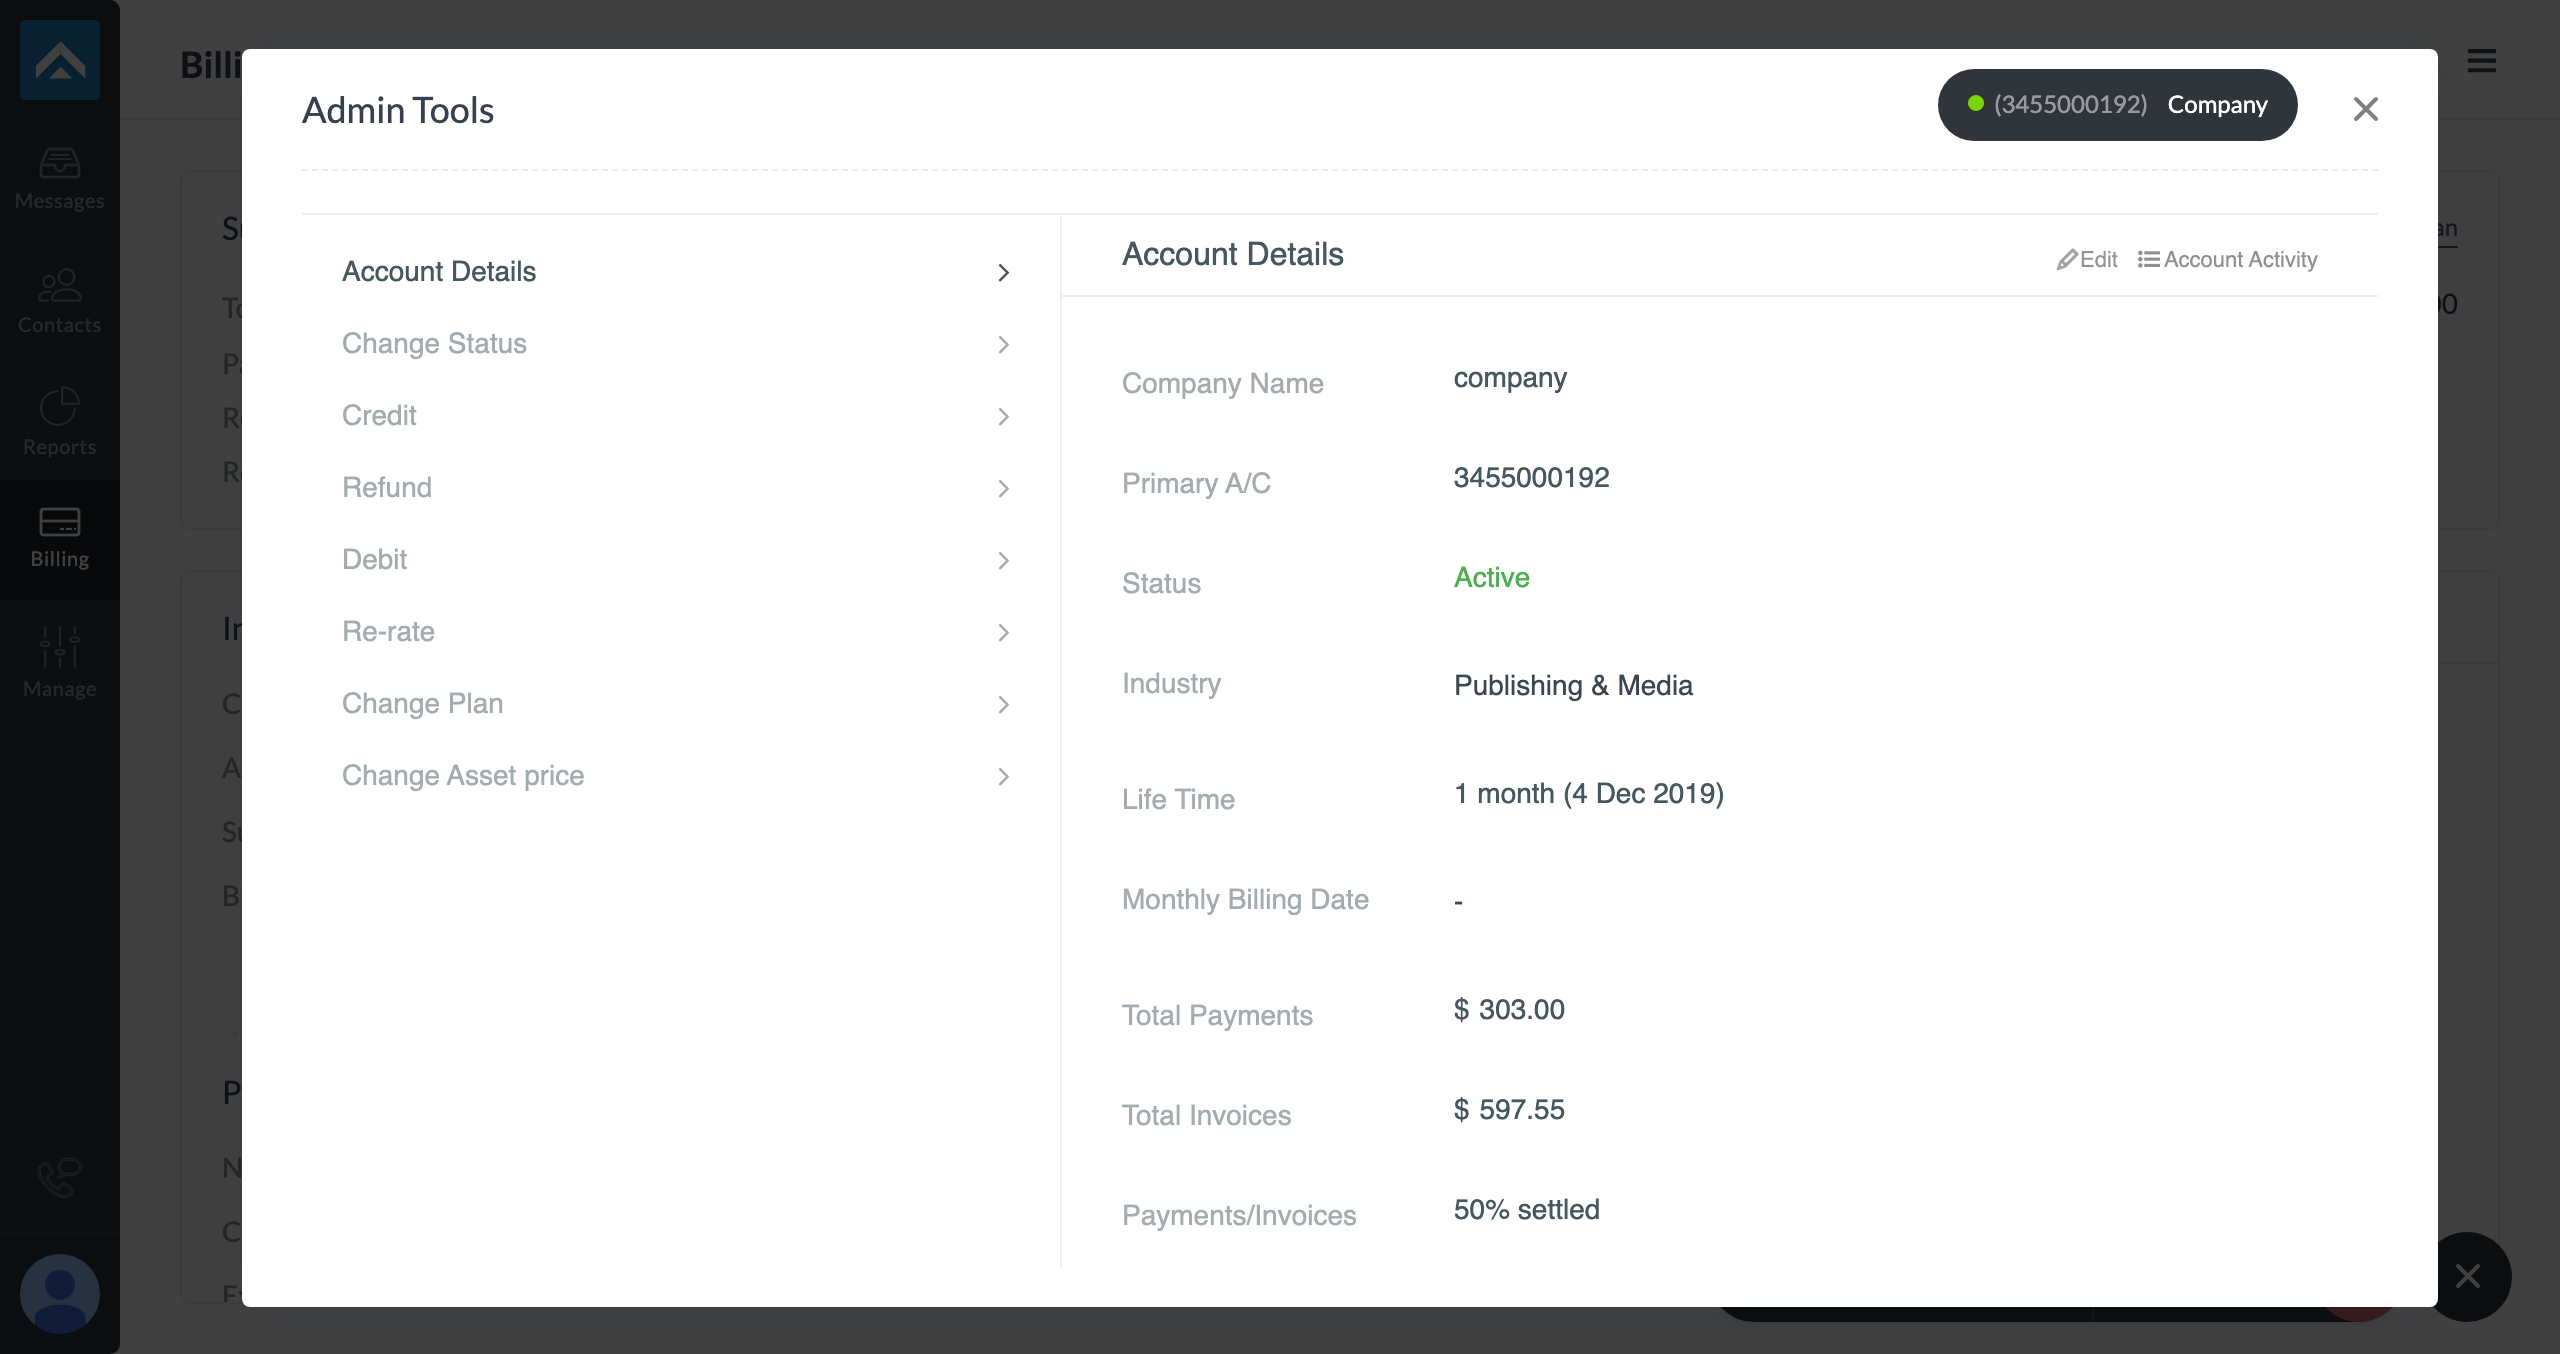 Billi
Admin Tools
(3455000192) Company
Messages
Contacts
Reports
Billing
Manage
Account Details
Change Status
Credit
Refund
Debit
Re-rate
Change Plan
Change Asset price
Account Details
Edit Account Activity
Company Name company
Primary A/C 3455000192
Status Active
Industry Publishing & Media
Life Time 1 month (4 Dec 2019)
Monthly Billing Date -
Total Payments $ 303.00
Total Invoices $ 597.55
Payments/Invoices 50% settled